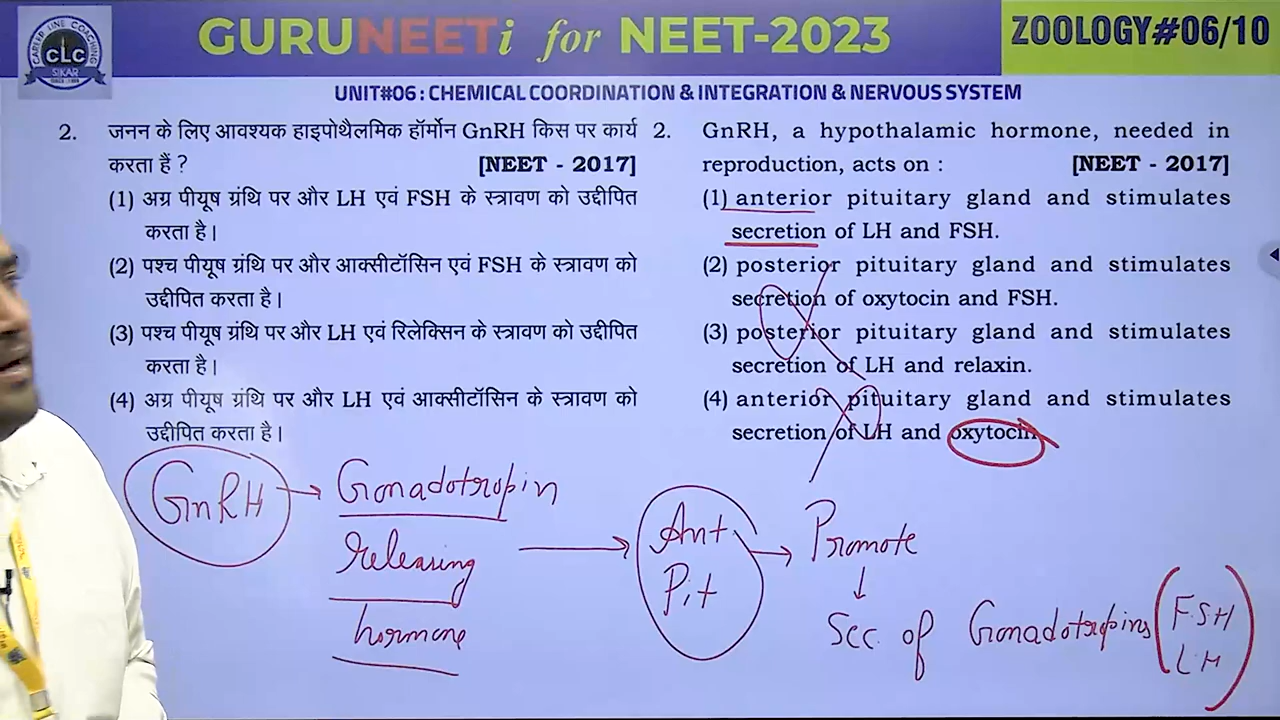 CAREER LINE COACHING
CLC
SIKAR
GURUNEETi for NEET-2023
ZOOLOGY#06/10
UNIT#06 : CHEMICAL COORDINATION & INTEGRATION & NERVOUS SYSTEM
2. जनन के लिए आवश्यक हाइपोथैलमिक हॉर्मोन GnRH किस पर कार्य
करता हैं ? [NEET - 2017]
(1) अग्र पीयूष ग्रंथि पर और LH एवं FSH के स्त्रावण को उद्दीपित
करता है।
(2) पश्च पीयूष ग्रंथि पर और आक्सीटॉसिन एवं FSH के स्त्रावण को
उद्दीपित करता है।
(3) पश्च पीयूष ग्रंथि पर और LH एवं रिलेक्सिन के स्त्रावण को उद्दीपित
करता है।
(4) अग्र पीयूष ग्रंथि पर और LH एवं आक्सीटॉसिन के स्त्रावण को
उद्दीपित करता है।
2. GnRH, a hypothalamic hormone, needed in
reproduction, acts on : [NEET - 2017]
(1) anterior pituitary gland and stimulates
secretion of LH and FSH.
(2) posterior pituitary gland and stimulates
secretion of oxytocin and FSH.
(3) posterior pituitary gland and stimulates
secretion of LH and relaxin.
(4) anterior pituitary gland and stimulates
secretion of LH and oxytocin.
GnRH → Gonadotropin
releasing
hormone
Ant
Pit
Promote
Sec. of Gonadotropins
F.S.H
L.H